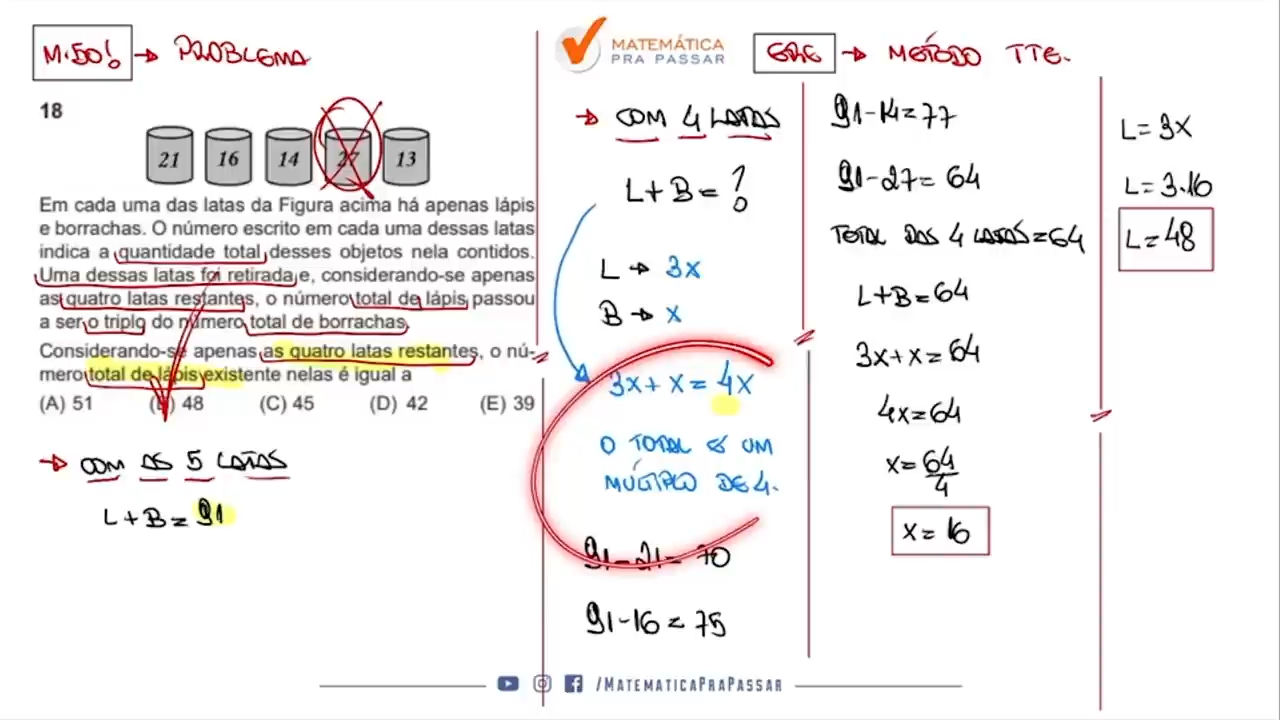 M.50! → PROBLEMA
18
21 16 14 27 13
Em cada uma das latas da Figura acima há apenas lápis
e borrachas. O número escrito em cada uma dessas latas
indica a quantidade total desses objetos nela contidos.
Uma dessas latas foi retirada e, considerando-se apenas
as quatro latas restantes, o número total de lápis passou
a ser o triplo do número total de borrachas.
Considerando-se apenas as quatro latas restantes, o nú-
mero total de lápis existente nelas é igual a
(A) 51 (B) 48 (C) 45 (D) 42 (E) 39
→ COM AS 5 LATAS
L+B=91
MATEMÁTICA
PRA PASSAR
→ COM 4 LATAS
L+B=?
L → 3X
B → X
3X+X=4X
O TOTAL É UM
MÚLTIPLO DE 4.
91-21=70
91-16=75
→ MÉTODO TTE.
91-14=77
91-27=64
TOTAL DAS 4 LATAS=64
L+B=64
3X+X=64
4X=64
X=64/4
X=16
L=3X
L=3.16
L=48
/MATEMATICAPRAPASSAR